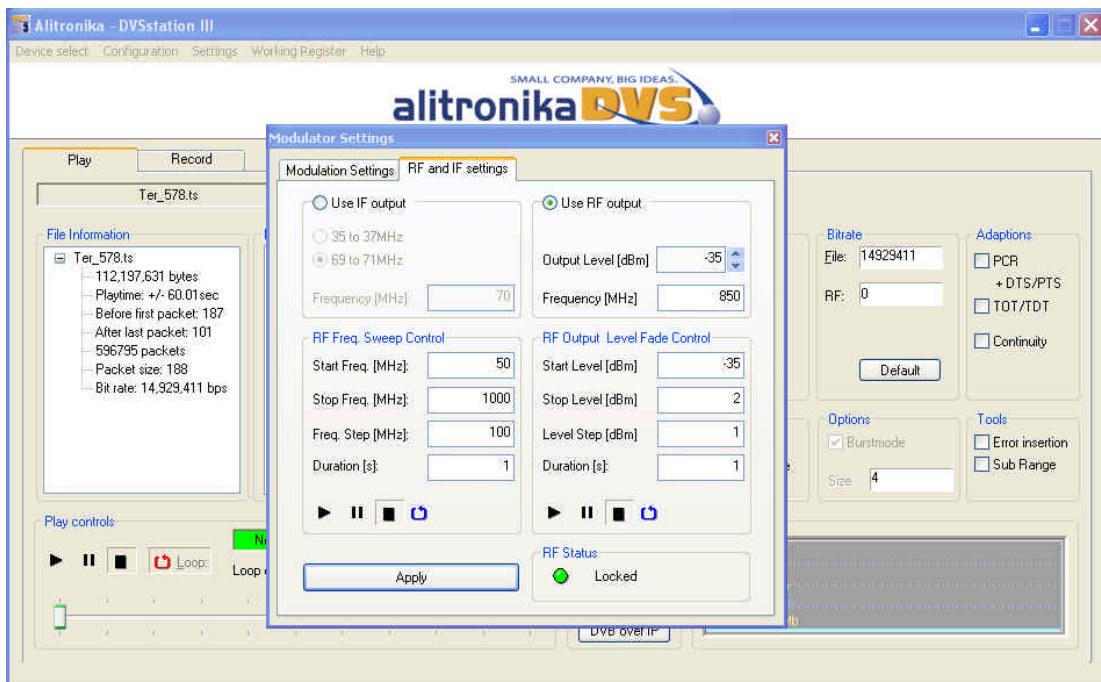 Alitronika - DVSstation III
Device select Configuration Settings Working Register Help
SMALL COMPANY, BIG IDEAS.
alitronika DVS
Play Record
Ter_578.ts
File Information
Ter_578.ts
112,197,631 bytes
Playtime: +/- 60.01sec
Before first packet: 187
After last packet: 101
596795 packets
Packet size: 188
Bit rate: 14,929,411 bps
Modulator Settings
Modulation Settings RF and IF settings
Use IF output
35 to 37MHz
69 to 71MHz
Frequency [MHz] 70
Use RF output
Output Level [dBm] -35
Frequency [MHz] 850
RF Freq. Sweep Control
Start Freq. [MHz]: 50
Stop Freq. [MHz]: 1000
Freq. Step [MHz]: 100
Duration [s]: 1
RF Output Level Fade Control
Start Level [dBm] -35
Stop Level [dBm] 2
Level Step [dBm] 1
Duration [s]: 1
Apply
RF Status
Locked
Bitrate
File: 14929411
RF: 0
Default
Adaptions
PCR
+ DTS/PTS
TOT/TDT
Continuity
Options
Burstmode
Size 4
Tools
Error insertion
Sub Range
Play controls
Loop:
Loop
DVB over IP